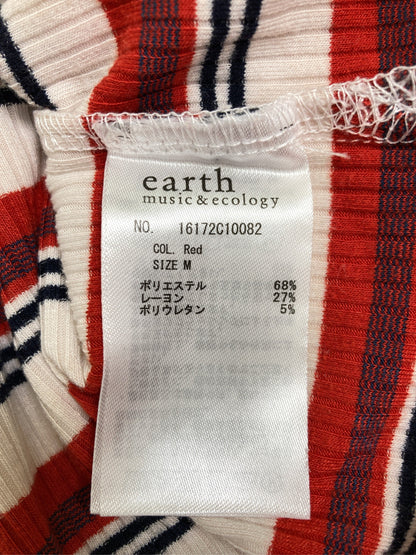 earth
music&ecology
NO. 16172C10082
COL. Red
SIZE M
ポリエステル 68%
レーヨン 27%
ポリウレタン 5%